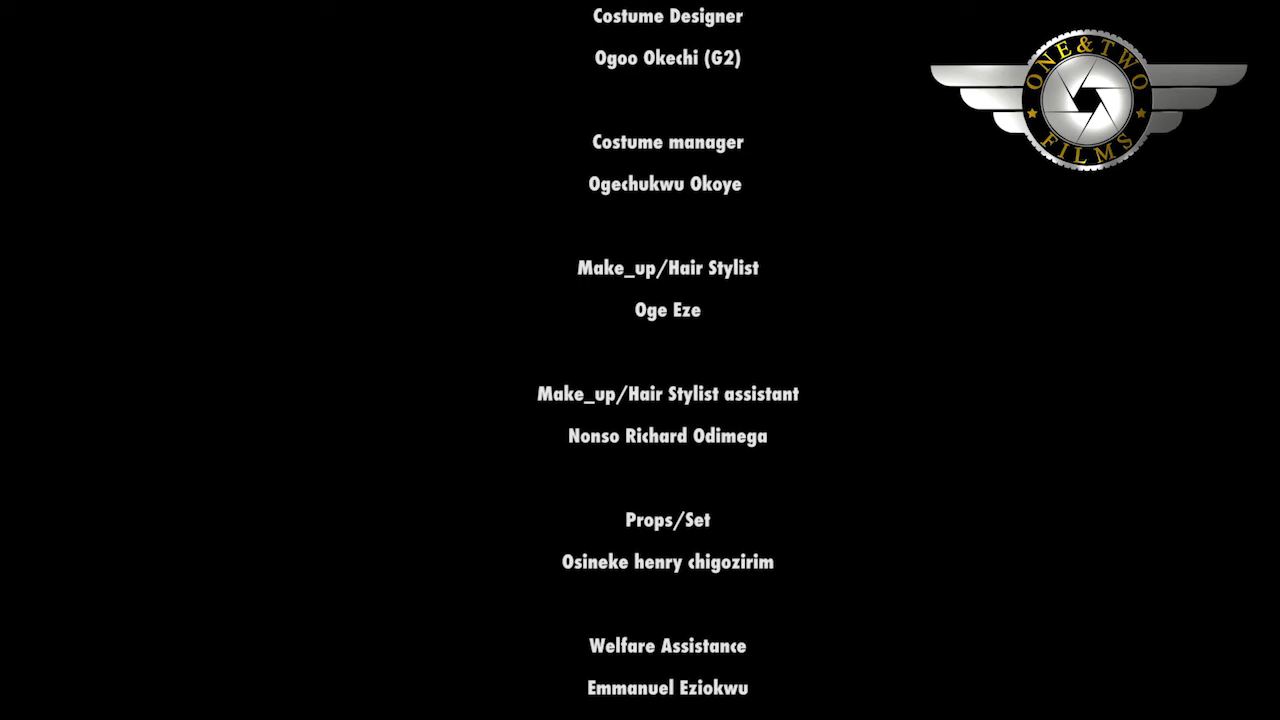 Costume Designer
Ogoo Okechi (G2)
Costume manager
Ogechukwu Okoye
Make_up/Hair Stylist
Oge Eze
Make_up/Hair Stylist assistant
Nonso Richard Odimega
Props/Set
Osineke henry chigozirim
Welfare Assistance
Emmanuel Eziokwu
ONE&TWO
FILMS